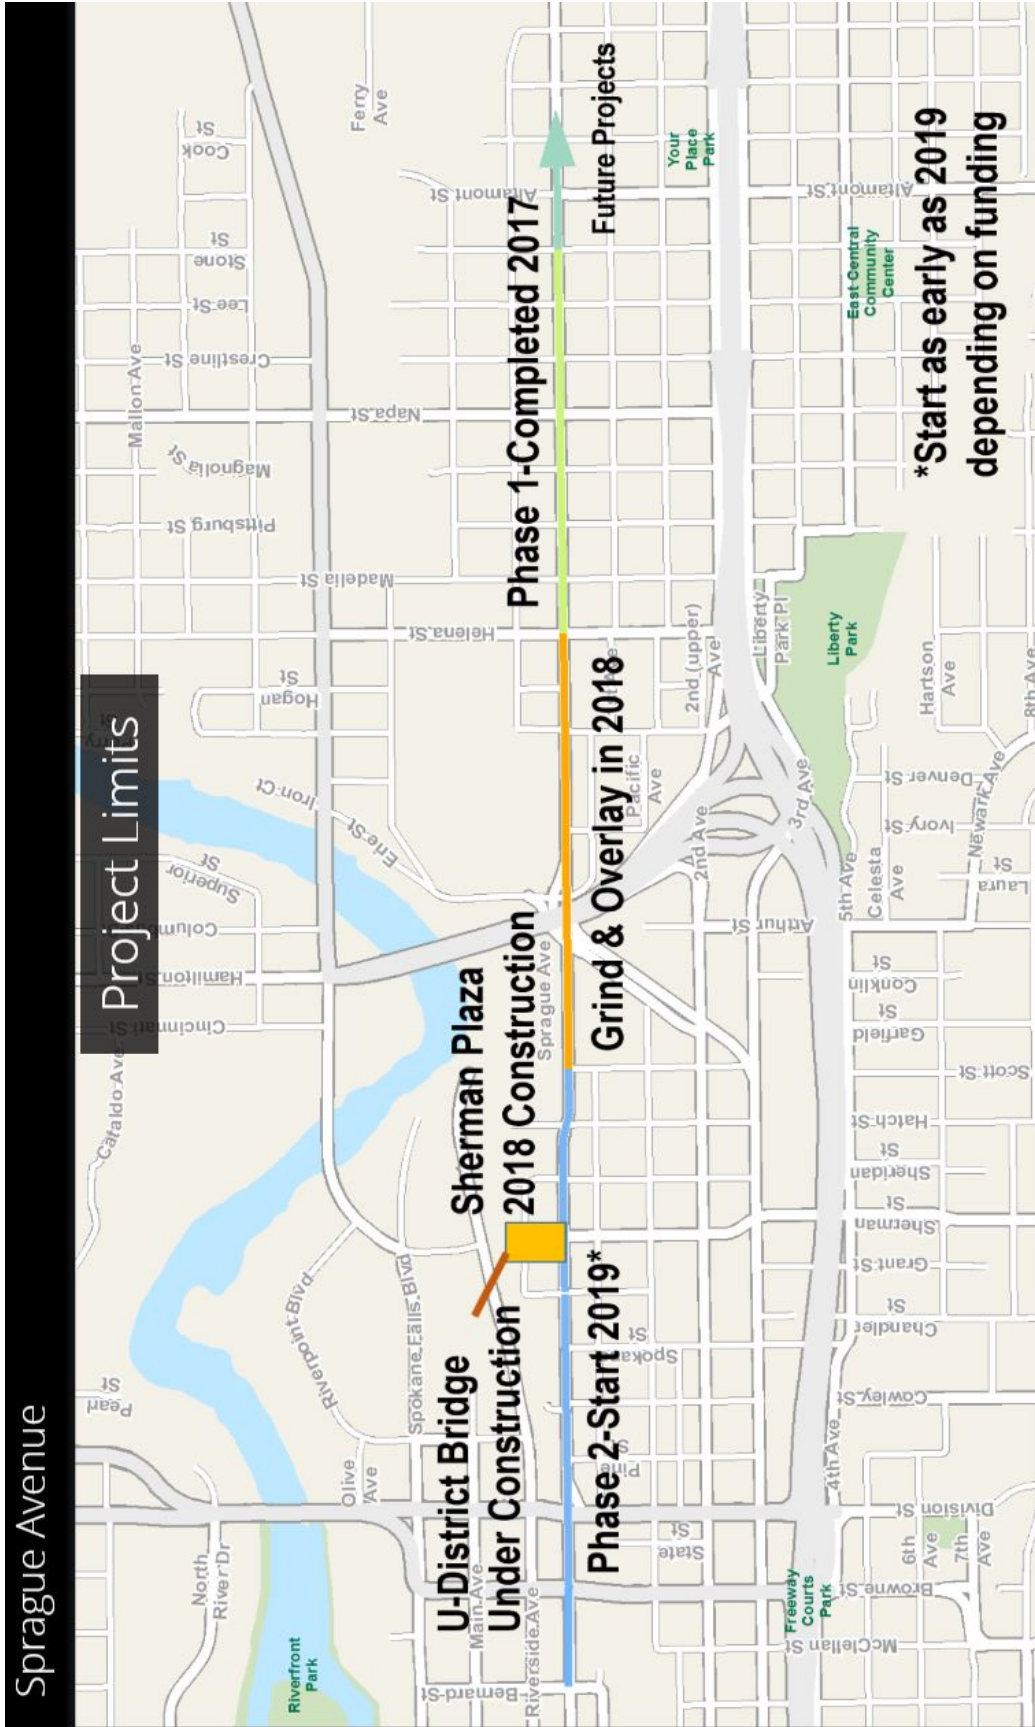 Sprague Avenue
Project Limits
Phase 1-Completed 2017
Future Projects
Sherman Plaza
2018 Construction
Grind & Overlay in 2018
U-District Bridge
Under Construction
Phase 2-Start 2019*
*Start as early as 2019
depending on funding
Riverfront
Park
North
River Dr
Pearl
St
Olive
Ave
Riverpoint Blvd
Spokane Falls Blvd
Main Ave
Riverside Ave
Bernard St
Cataldo Ave
Cincinnati St
Hamilton St
Columbus St
Superior
St
Iron Ct
Erie St
Hogan
St
Helena St
Madelia St
Pittsburg St
Magnolia St
Mallon Ave
Napa St
Crestline St
Lee St
Stone
St
Cook
St
Ferry
Ave
Altamont St
Sprague Ave
Pacific
Ave
2nd (upper)
Ave
2nd Ave
3rd Ave
Liberty
Park Pl
Liberty
Park
Your
Place
Park
Altamont St
East Central
Community
Center
Hartson
Ave
8th Ave
Newark Ave
Denver St
Ivory St
Laura
St
Celesta
Ave
5th Ave
Arthur St
Conklin
St
Garfield
St
Scott St
Hatch St
Sheridan
St
Sherman
St
Grant St
Chandler
St
Spokane
St
Cowley St
Pine
St
4th Ave
Division St
State
St
6th
Ave
7th
Ave
Browne St
Freeway
Courts
Park
McClellan St